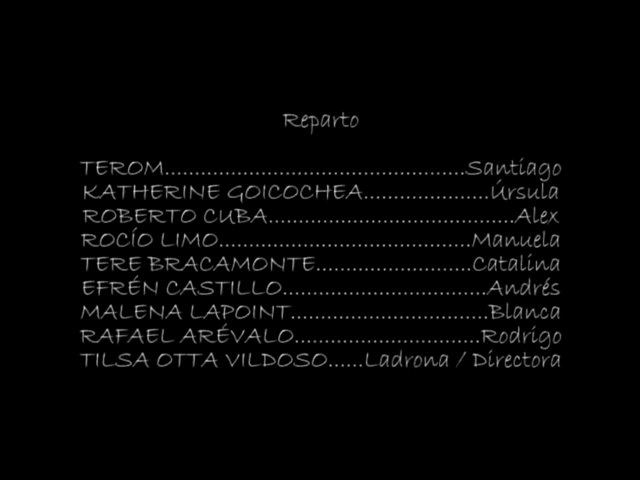 Reparto
TEROM..................................................Santiago
KATHERINE GOICOCHEA.....................Úrsula
ROBERTO CUBA.........................................Alex
ROCÍO LIMO..........................................Manuela
TERE BRACAMONTE..........................Catalina
EFRÉN CASTILLO..................................Andrés
MALENA LAPOINT.................................Blanca
RAFAEL ARÉVALO...............................Rodrigo
TILSA OTTA VILDOSO......Ladrona / Directora